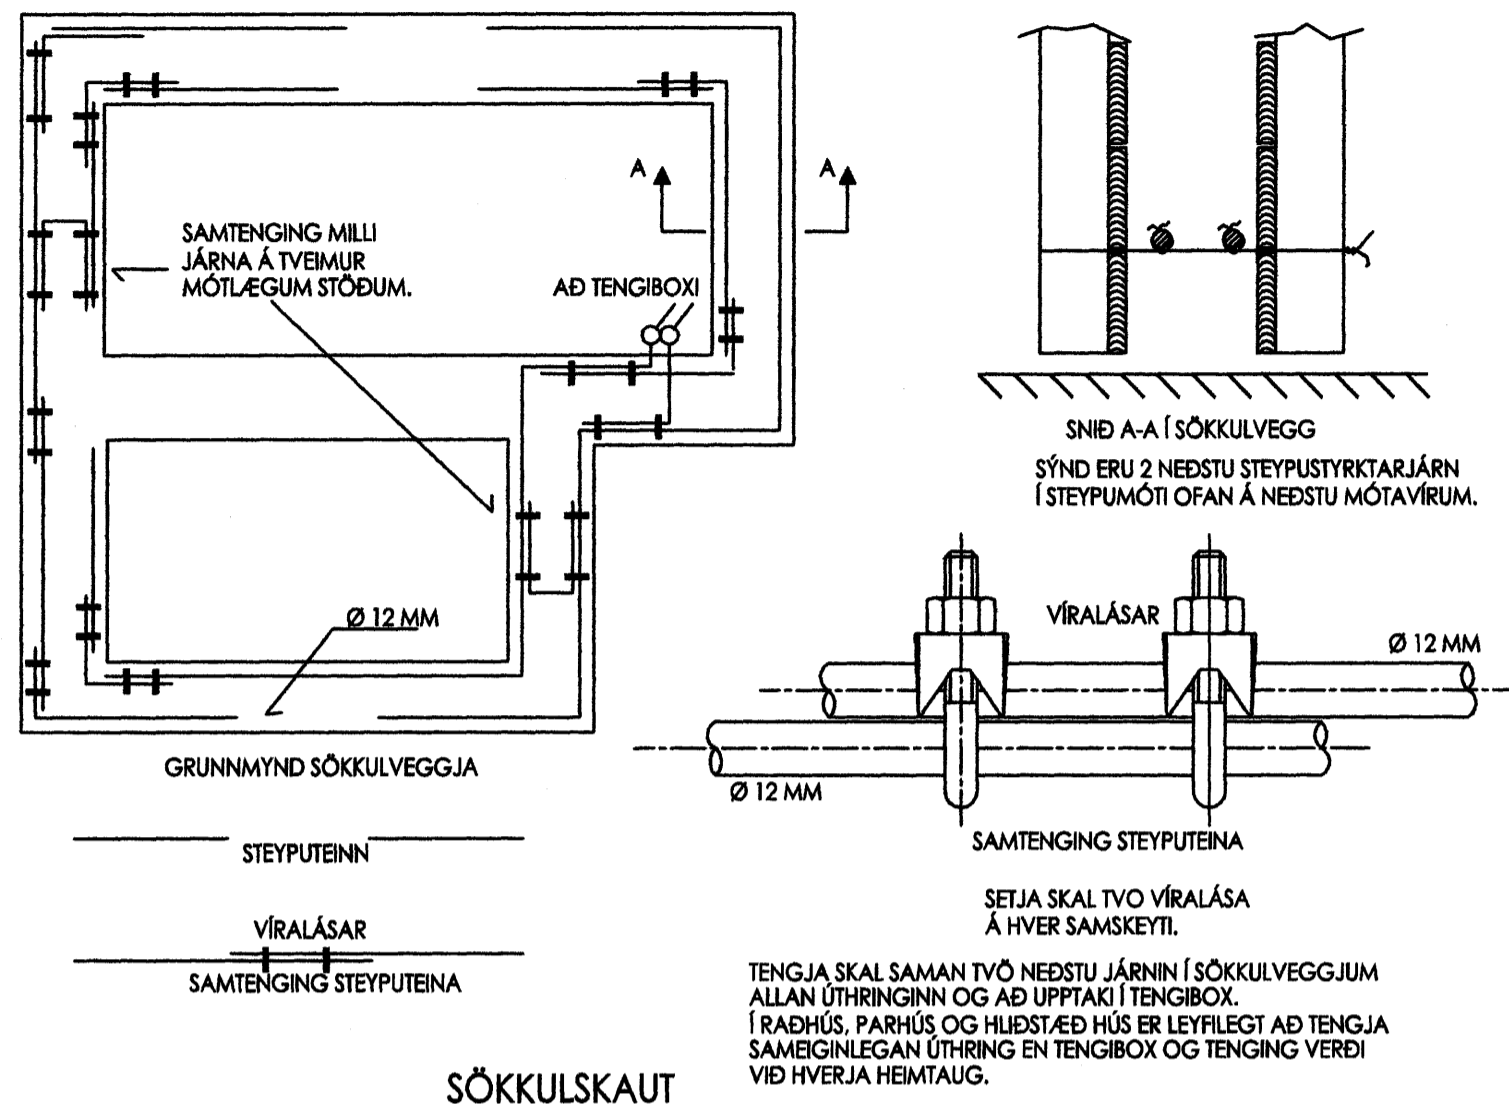 A
A
SAMTENGING MILLI
JÁRNA Á TVEIMUR
MÓTLÆGUM STÖÐUM.
AÐ TENGIBOXI
Ø 12 MM
GRUNNMYND SÖKKULVEGGJA
STEYPUTEINN
VÍRALÁSAR
SAMTENGING STEYPUTEINA
SNIÐ A-A Í SÖKKULVEGG
SÝND ERU 2 NEÐSTU STEYPUSTYRKTARJÁRN
Í STEYPUMÓTI OFAN Á NEÐSTU MÓTAVÍRUM.
VÍRALÁSAR
Ø 12 MM
Ø 12 MM
SAMTENGING STEYPUTEINA
SETJA SKAL TVO VÍRALÁSA
Á HVER SAMSKEYTI.
TENGJA SKAL SAMAN TVÖ NEÐSTU JÁRNIN Í SÖKKULVEGGJUM
ALLAN ÚTHRINGINN OG AÐ UPPTAKI Í TENGIBOX.
Í RAÐHÚS, PARHÚS OG HLIÐSTÆÐ HÚS ER LEYFILEGT AÐ TENGJA
SAMEIGINLEGAN ÚTHRING EN TENGIBOX OG TENGING VERÐI
VIÐ HVERJA HEIMTAUG.
SÖKKULSKAUT